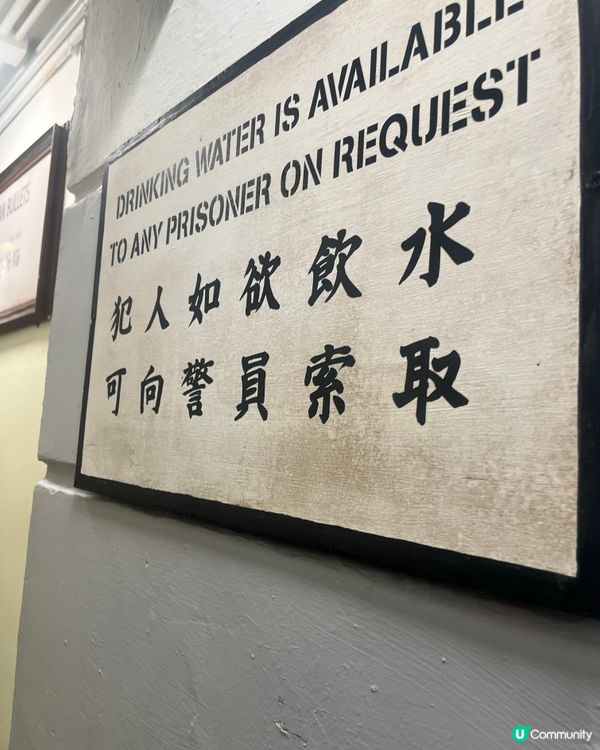 DRINKING WATER IS AVAILABLE
TO ANY PRISONER ON REQUEST
犯人如欲飲水
可向警員索取
BULLETS
U Community